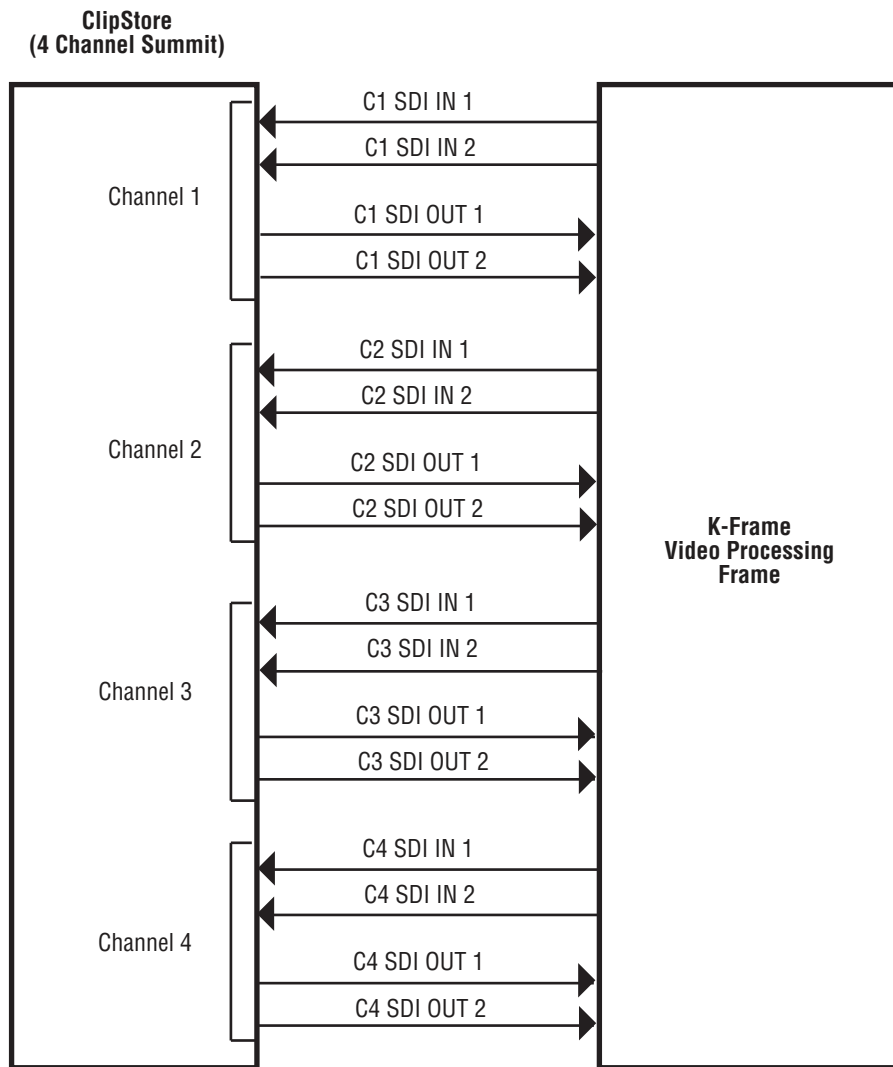 ClipStore
(4 Channel Summit)
C1 SDI IN 1
C1 SDI IN 2
Channel 1
C1 SDI OUT 1
C1 SDI OUT 2
C2 SDI IN 1
C2 SDI IN 2
Channel 2
C2 SDI OUT 1
C2 SDI OUT 2
K-Frame
Video Processing
Frame
C3 SDI IN 1
C3 SDI IN 2
Channel 3
C3 SDI OUT 1
C3 SDI OUT 2
C4 SDI IN 1
C4 SDI IN 2
Channel 4
C4 SDI OUT 1
C4 SDI OUT 2